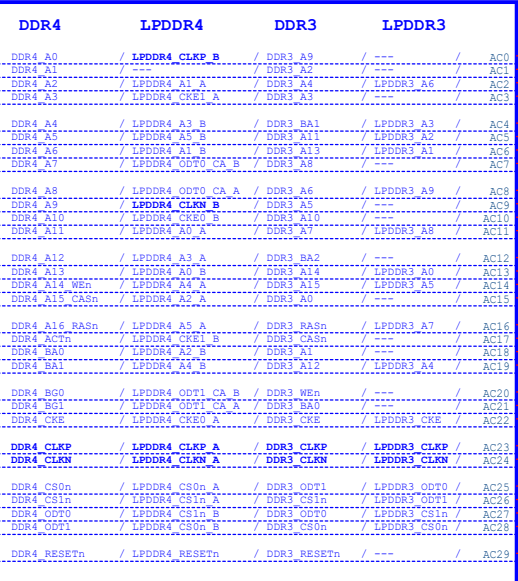 DDR4 LPDDR4 DDR3 LPDDR3
DDR4_A0 / LPDDR4_CLKP_B / DDR3_A9 / --- / AC0
DDR4_A1 / --- / DDR3_A2 / --- / AC1
DDR4_A2 / LPDDR4_A1_A / DDR3_A4 / LPDDR3_A6 / AC2
DDR4_A3 / LPDDR4_CKE1_A / DDR3_A3 / --- / AC3
DDR4_A4 / LPDDR4_A3_B / DDR3_BA1 / LPDDR3_A3 / AC4
DDR4_A5 / LPDDR4_A5_B / DDR3_A11 / LPDDR3_A2 / AC5
DDR4_A6 / LPDDR4_A1_B / DDR3_A13 / LPDDR3_A1 / AC6
DDR4_A7 / LPDDR4_ODT0_CA_B / DDR3_A8 / --- / AC7
DDR4_A8 / LPDDR4_ODT0_CA_A / DDR3_A6 / LPDDR3_A9 / AC8
DDR4_A9 / LPDDR4_CLKN_B / DDR3_A5 / --- / AC9
DDR4_A10 / LPDDR4_CKE0_B / DDR3_A10 / --- / AC10
DDR4_A11 / LPDDR4_A0_A / DDR3_A7 / LPDDR3_A8 / AC11
DDR4_A12 / LPDDR4_A3_A / DDR3_BA2 / --- / AC12
DDR4_A13 / LPDDR4_A0_B / DDR3_A14 / LPDDR3_A0 / AC13
DDR4_A14_WEn / LPDDR4_A4_A / DDR3_A15 / LPDDR3_A5 / AC14
DDR4_A15_CASn / LPDDR4_A2_A / DDR3_A0 / --- / AC15
DDR4_A16_RASn / LPDDR4_A5_A / DDR3_RASn / LPDDR3_A7 / AC16
DDR4_ACTn / LPDDR4_CKE1_B / DDR3_CASn / --- / AC17
DDR4_BA0 / LPDDR4_A2_B / DDR3_A1 / --- / AC18
DDR4_BA1 / LPDDR4_A4_B / DDR3_A12 / LPDDR3_A4 / AC19
DDR4_BG0 / LPDDR4_ODT1_CA_B / DDR3_WEn / --- / AC20
DDR4_BG1 / LPDDR4_ODT1_CA_A / DDR3_BA0 / --- / AC21
DDR4_CKE / LPDDR4_CKE0_A / DDR3_CKE / LPDDR3_CKE / AC22
DDR4_CLKP / LPDDR4_CLKP_A / DDR3_CLKP / LPDDR3_CLKP / AC23
DDR4_CLKN / LPDDR4_CLKN_A / DDR3_CLKN / LPDDR3_CLKN / AC24
DDR4_CS0n / LPDDR4_CS0n_A / DDR3_ODT1 / LPDDR3_ODT0 / AC25
DDR4_CS1n / LPDDR4_CS1n_A / DDR3_CS1n / LPDDR3_ODT1 / AC26
DDR4_ODT0 / LPDDR4_CS1n_B / DDR3_ODT0 / LPDDR3_CS1n / AC27
DDR4_ODT1 / LPDDR4_CS0n_B / DDR3_CS0n / LPDDR3_CS0n / AC28
DDR4_RESETn / LPDDR4_RESETn / DDR3_RESETn / --- / AC29